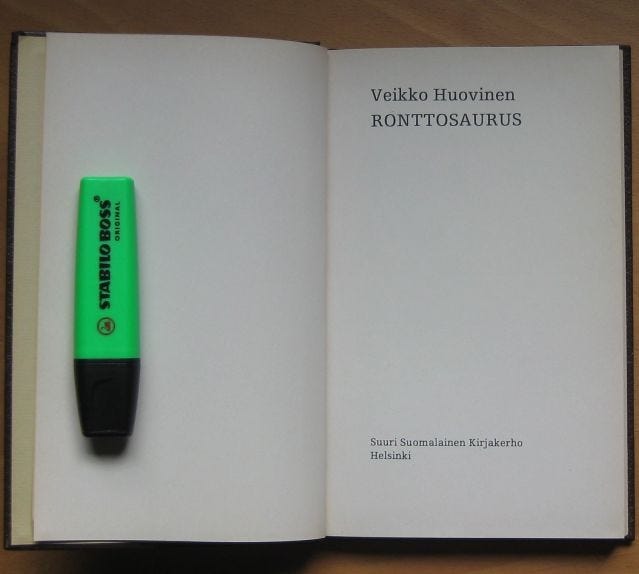 STABILO BOSS®
ORIGINAL
Veikko Huovinen
RONTTOSAURUS
Suuri Suomalainen Kirjakerho
Helsinki